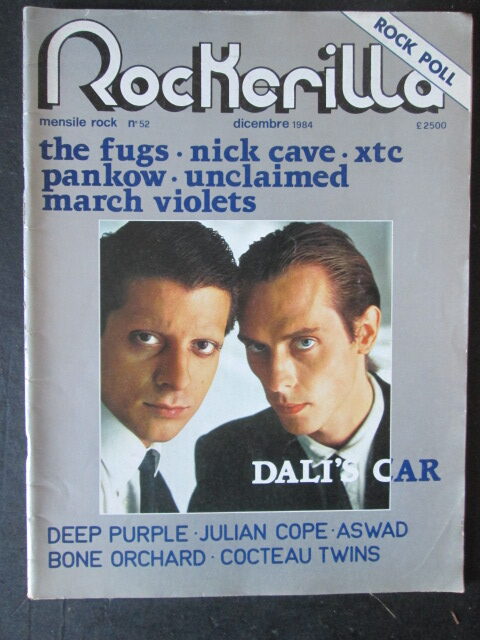 ROCK POLL
Rockerilla
mensile rock n° 52 dicembre 1984 £ 2500
the fugs · nick cave · xtc
pankow · unclaimed
march violets
DALI'S CAR
DEEP PURPLE · JULIAN COPE · ASWAD
BONE ORCHARD · COCTEAU TWINS